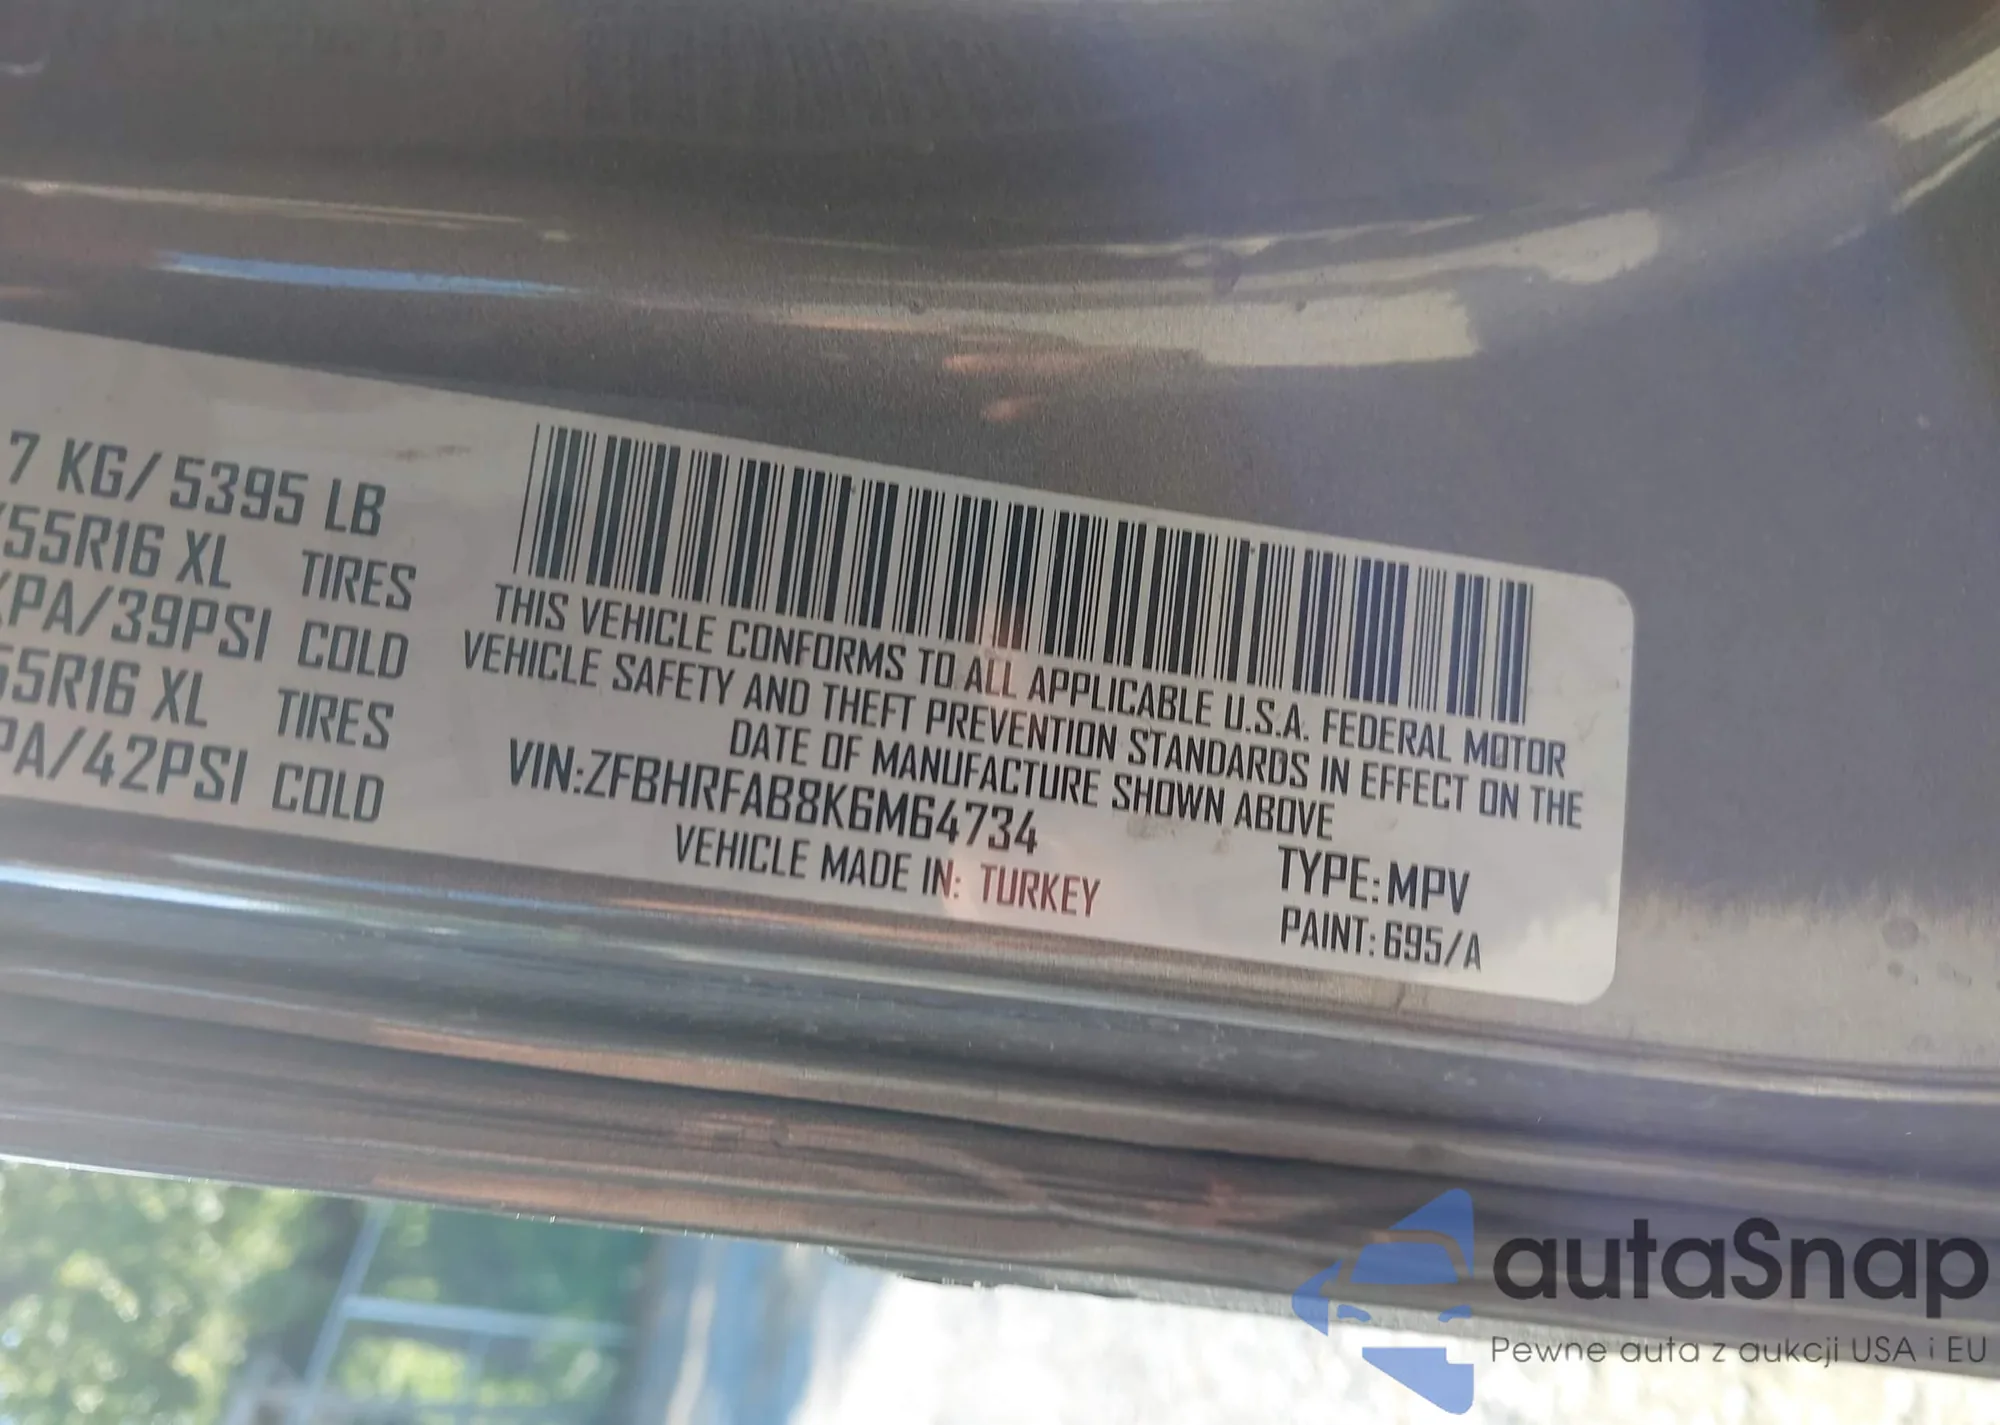 7 KG/ 5395 LB
55R16 XL TIRES
KPA/39PSI COLD
55R16 XL TIRES
PA/42PSI COLD
THIS VEHICLE CONFORMS TO ALL APPLICABLE U.S.A. FEDERAL MOTOR
VEHICLE SAFETY AND THEFT PREVENTION STANDARDS IN EFFECT ON THE
DATE OF MANUFACTURE SHOWN ABOVE
VIN:ZFBHRFAB8K6M64734
TYPE: MPV
VEHICLE MADE IN: TURKEY
PAINT: 695/A
autaSnap
Pewne auta z aukcji USA i EU